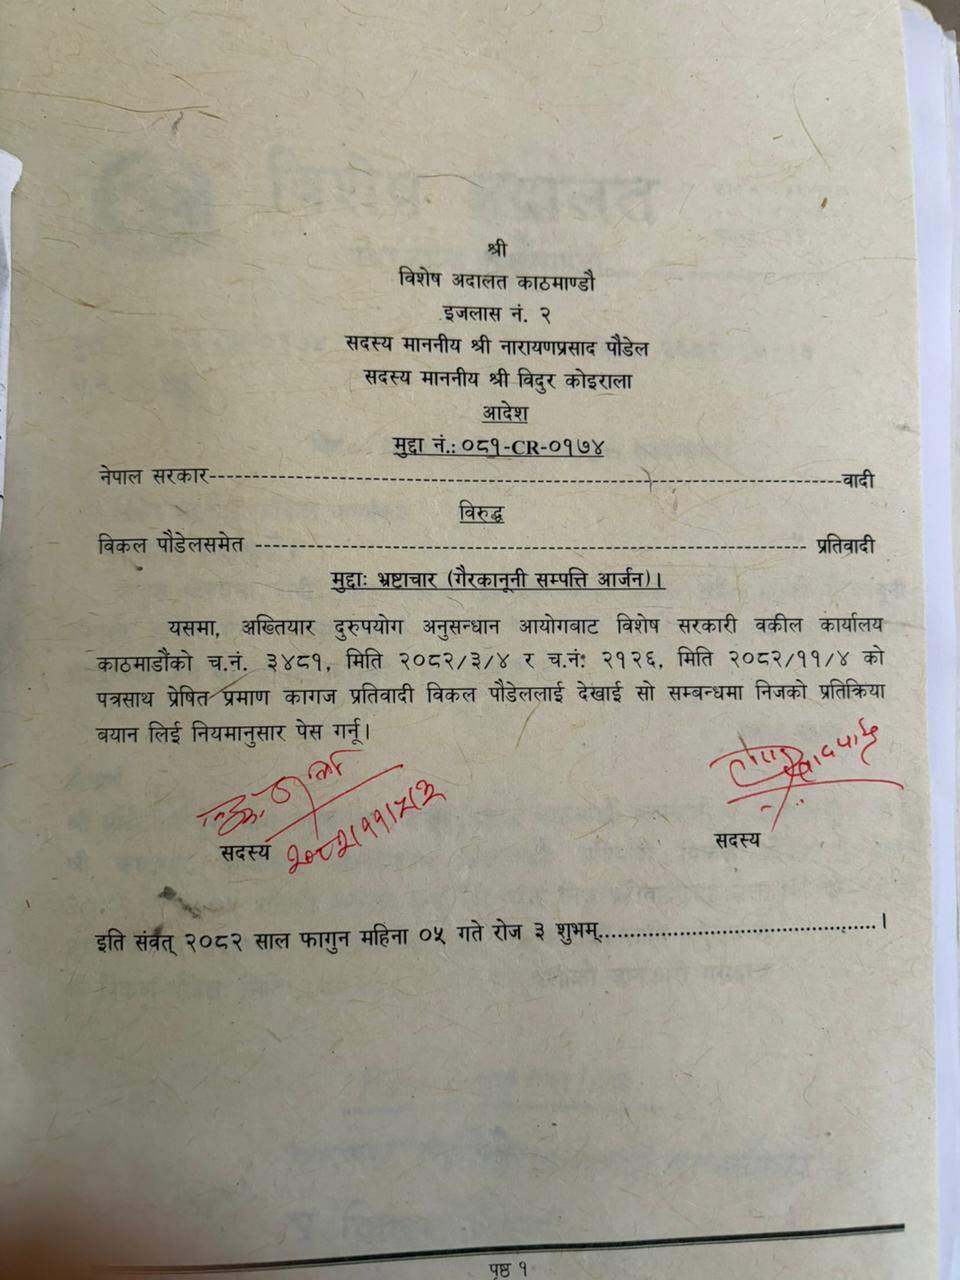 श्री
विशेष अदालत काठमाण्डौ
इजलास नं. २
सदस्य माननीय श्री नारायणप्रसाद पौडेल
सदस्य माननीय श्री विदुर कोइराला
आदेश
मुद्दा नं.: ०८१-CR-०१७४
नेपाल सरकार------------------------------------------------------------------------------------वादी
विरुद्ध
विकल पौडेलसमेत ------------------------------------------------------------------------ प्रतिवादी
मुद्दाः भ्रष्टाचार (गैरकानूनी सम्पत्ति आर्जन)।
यसमा, अख्तियार दुरुपयोग अनुसन्धान आयोगबाट विशेष सरकारी वकील कार्यालय
काठमाडौंको च.नं. ३४८१, मिति २०८२/३/४ र च.नंः २१२६, मिति २०८२/११/४ को
पत्रसाथ प्रेषित प्रमाण कागज प्रतिवादी विकल पौडेललाई देखाई सो सम्बन्धमा निजको प्रतिक्रिया
बयान लिई नियमानुसार पेस गर्नू।
सदस्य सदस्य
इति संवत् २०८२ साल फागुन महिना ०५ गते रोज ३ शुभम्.............................................।
पृष्ठ १